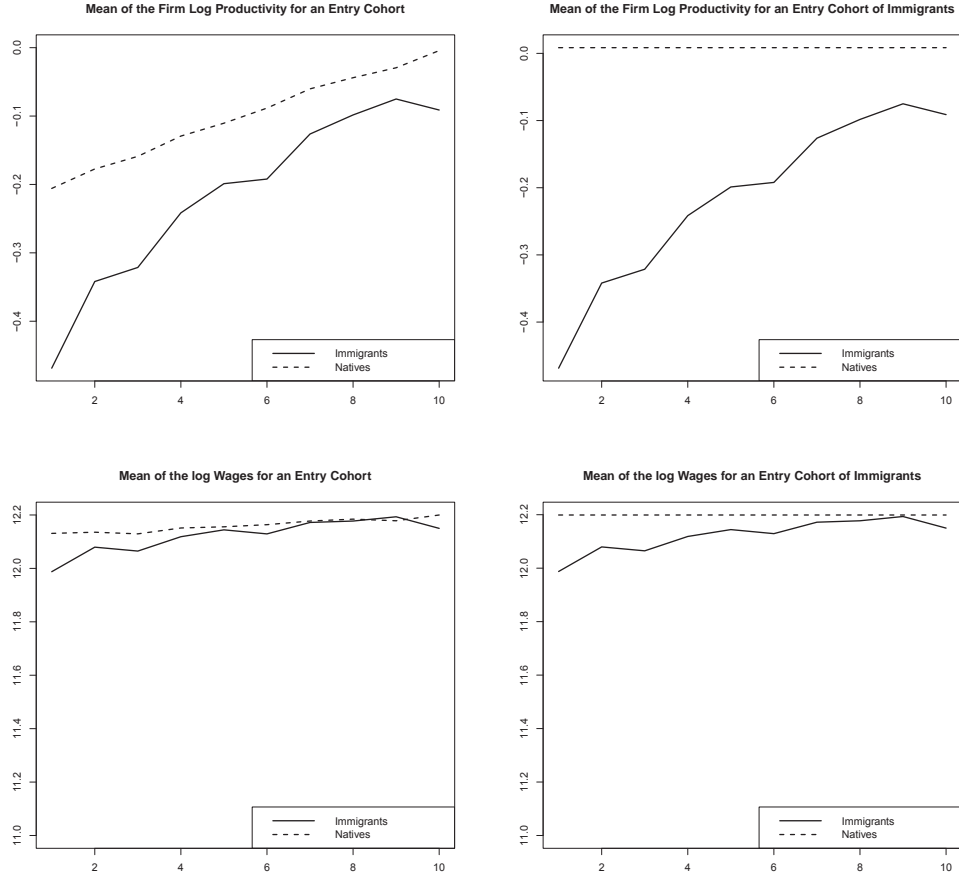 Mean of the Firm Log Productivity for an Entry Cohort
0.0
−0.1
−0.2
−0.3
−0.4
Immigrants
Natives
2 4 6 8 10
Mean of the Firm Log Productivity for an Entry Cohort of Immigrants
0.0
−0.1
−0.2
−0.3
−0.4
Immigrants
Natives
2 4 6 8 10
Mean of the log Wages for an Entry Cohort
12.2
12.0
11.8
11.6
11.4
11.2
11.0
Immigrants
Natives
2 4 6 8 10
Mean of the log Wages for an Entry Cohort of Immigrants
12.2
12.0
11.8
11.6
11.4
11.2
11.0
Immigrants
Natives
2 4 6 8 10